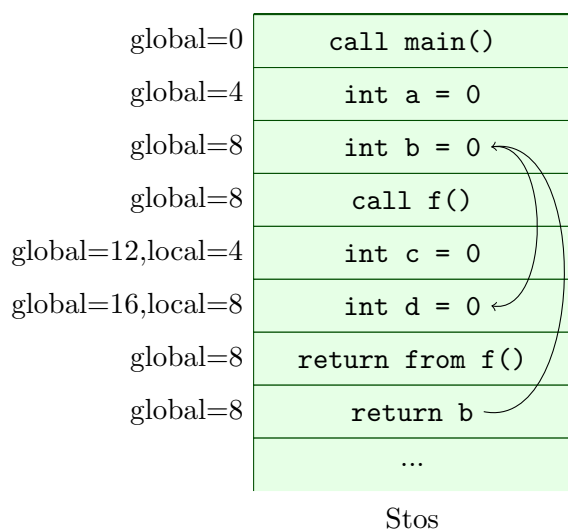 global=0 call main()
global=4 int a = 0
global=8 int b = 0
global=8 call f()
global=12,local=4 int c = 0
global=16,local=8 int d = 0
global=8 return from f()
global=8 return b
...
Stos